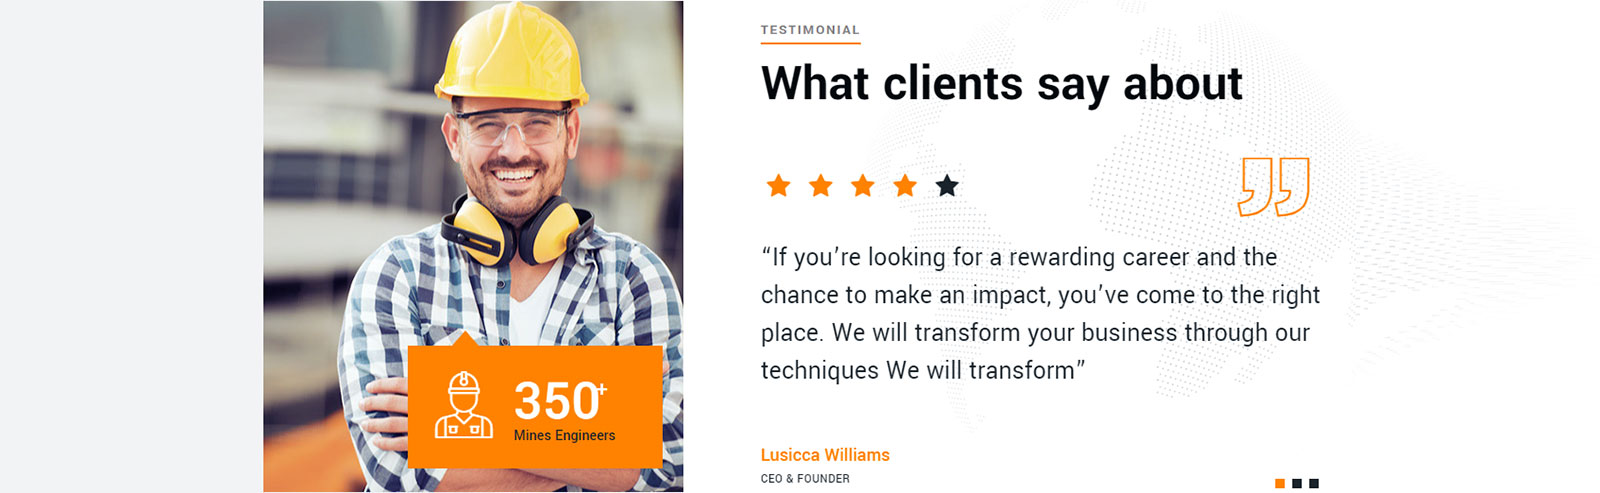 TESTIMONIAL
What clients say about
“If you’re looking for a rewarding career and the
chance to make an impact, you’ve come to the right
place. We will transform your business through our
techniques We will transform”
350+
Mines Engineers
Lusicca Williams
CEO & FOUNDER